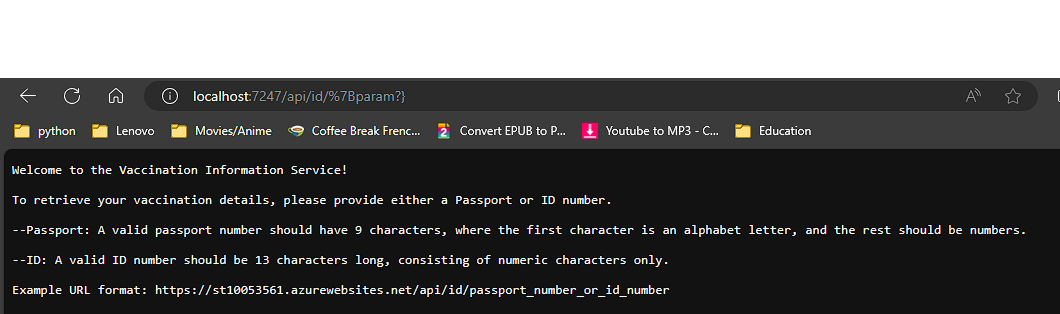 localhost:7247/api/id/%7Bparam?}
python Lenovo Movies/Anime Coffee Break Frenc... Convert EPUB to P... Youtube to MP3 - C... Education
Welcome to the Vaccination Information Service!
To retrieve your vaccination details, please provide either a Passport or ID number.
--Passport: A valid passport number should have 9 characters, where the first character is an alphabet letter, and the rest should be numbers.
--ID: A valid ID number should be 13 characters long, consisting of numeric characters only.
Example URL format: https://st10053561.azurewebsites.net/api/id/passport_number_or_id_number